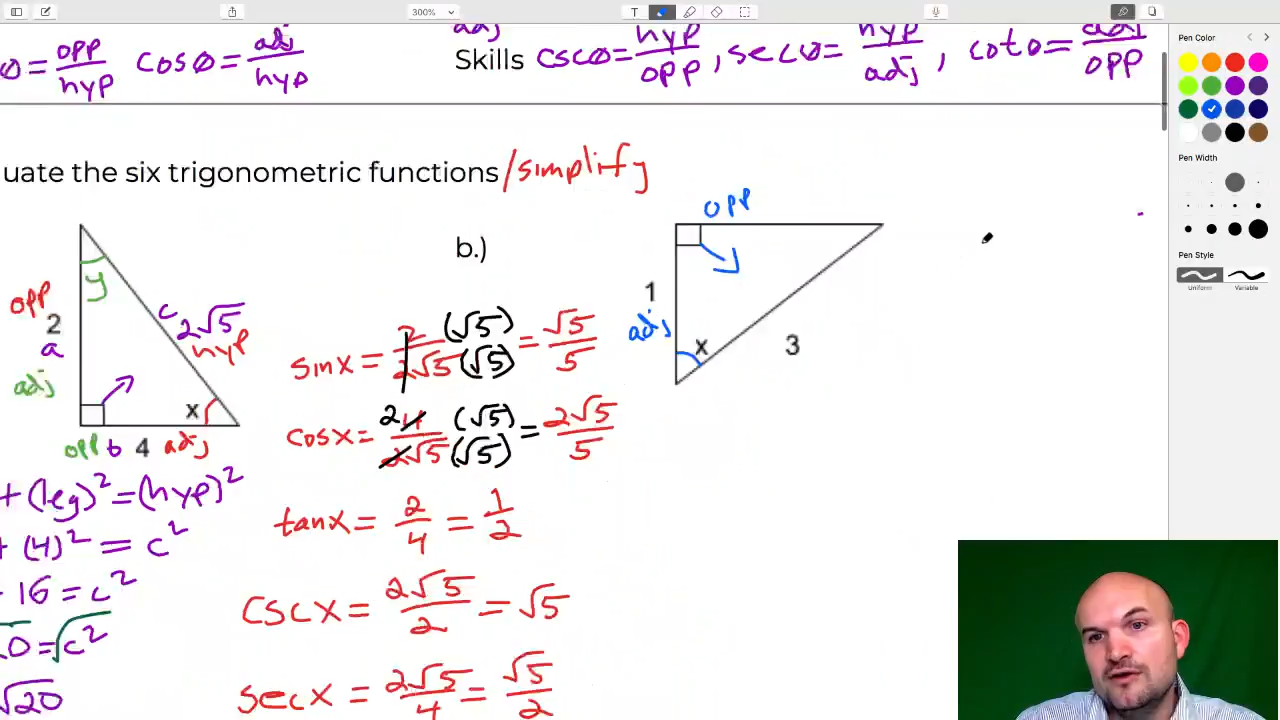 300%
T
θ = opp/hyp cosθ = adj/hyp
adj
Skills cscθ = hyp/opp, secθ = hyp/adj, cotθ = adj/opp
uate the six trigonometric functions /simplify
b.)
y
opp
2
a
adj
c
2√5
hyp
x
opp b 4 adj
+ (leg)² = (hyp)²
+ (4)² = c²
16 = c²
0 = √c²
√20
sinx = 2/2√5 (√5)/(√5) = √5/5
cosx = 2 4/2√5 (√5)/(√5) = 2√5/5
tanx = 2/4 = 1/2
cscx = 2√5/2 = √5
secx = 2√5/4 = √5/2
opp
1
adj
x
3
Pen Color
Pen Width
Pen Style
Uniform
Variable